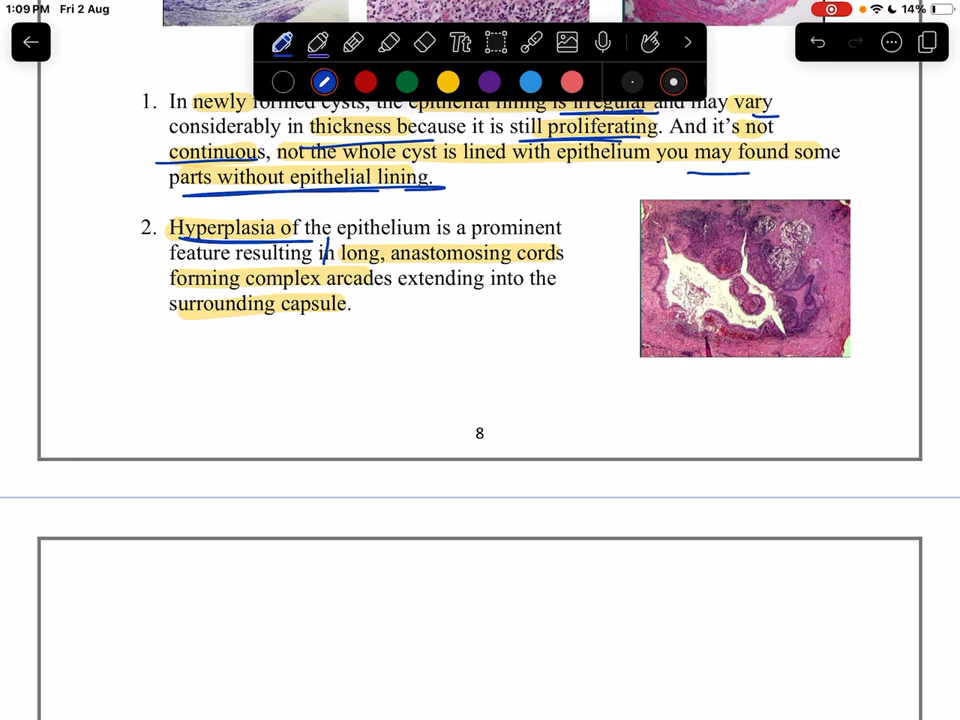 1:09 PM Fri 2 Aug
14%
Tt
1. In newly formed cysts, the epithelial lining is irregular and may vary
considerably in thickness because it is still proliferating. And it's not
continuous, not the whole cyst is lined with epithelium you may found some
parts without epithelial lining.
2. Hyperplasia of the epithelium is a prominent
feature resulting in long, anastomosing cords
forming complex arcades extending into the
surrounding capsule.
8